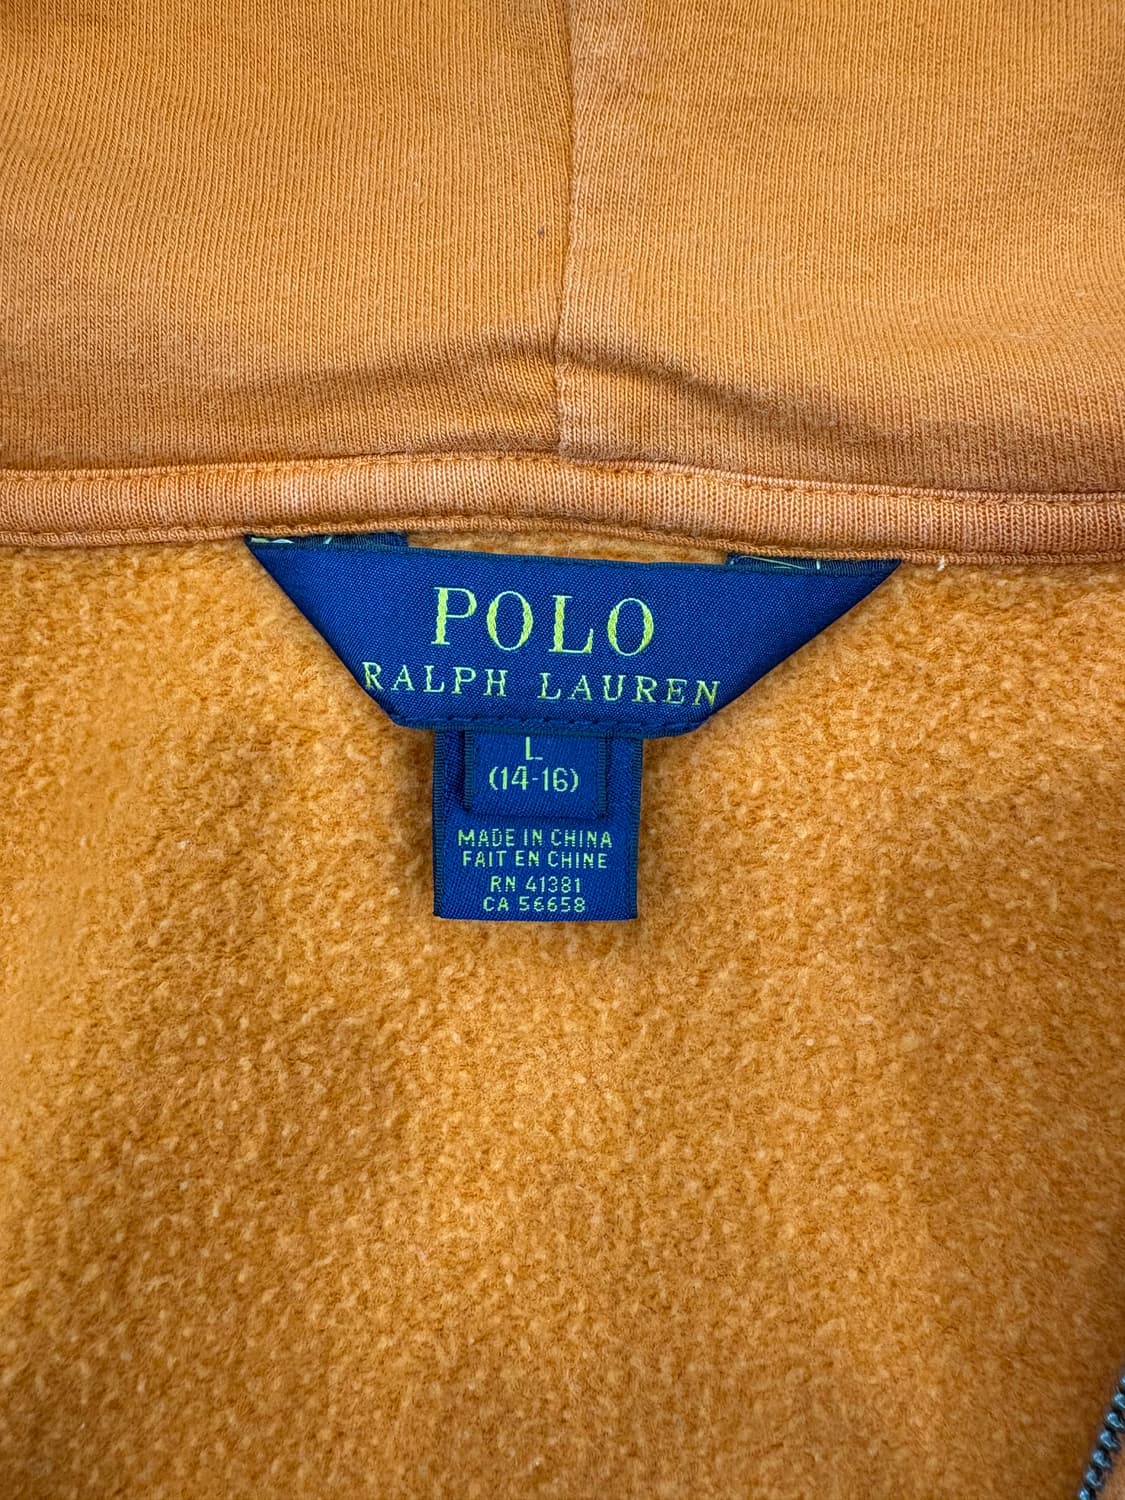 POLO
RALPH LAUREN
L
(14-16)
MADE IN CHINA
FAIT EN CHINE
RN 41381
CA 56658